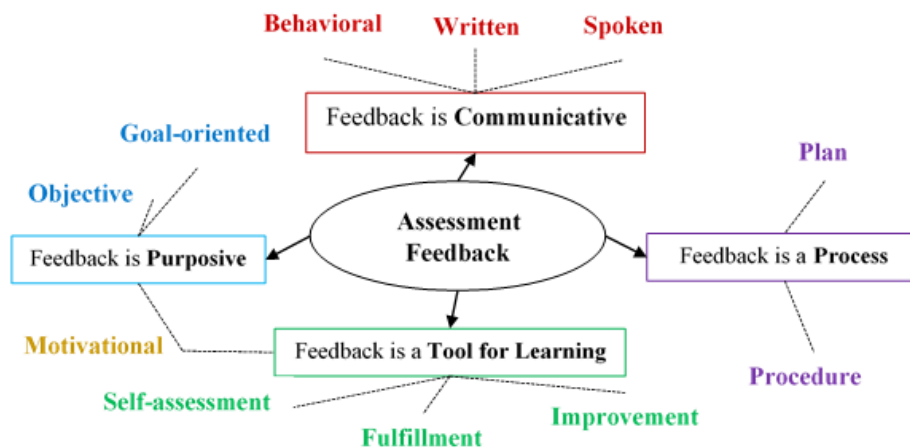 Behavioral
Written
Spoken
Feedback is Communicative
Goal-oriented
Plan
Objective
Assessment
Feedback
Feedback is Purposive
Feedback is a Process
Motivational
Feedback is a Tool for Learning
Procedure
Self-assessment
Improvement
Fulfillment